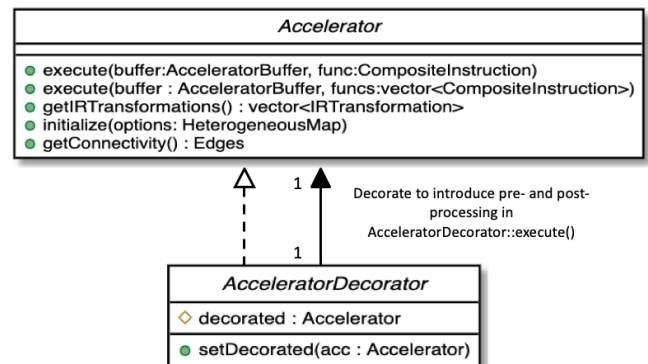 Accelerator
execute(buffer:AcceleratorBuffer, func:CompositeInstruction)
execute(buffer : AcceleratorBuffer, funcs:vector<CompositeInstruction>)
getIRTransformations() : vector<IRTransformation>
initialize(options: HeterogeneousMap)
getConnectivity() : Edges
1
Decorate to introduce pre- and post-
processing in
AcceleratorDecorator::execute()
1
AcceleratorDecorator
decorated : Accelerator
setDecorated(acc : Accelerator)